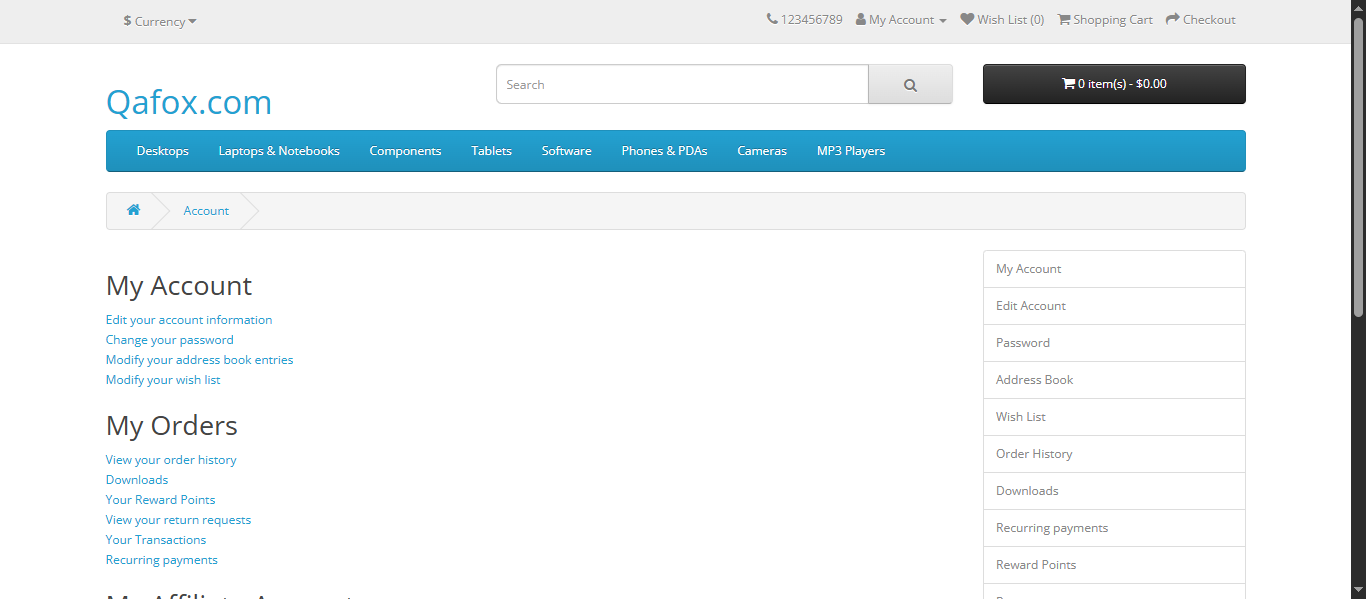 $ Currency
123456789 My Account Wish List (0) Shopping Cart Checkout
Qafox.com
Search
0 item(s) - $0.00
Desktops Laptops & Notebooks Components Tablets Software Phones & PDAs Cameras MP3 Players
Account
My Account
Edit your account information
Change your password
Modify your address book entries
Modify your wish list
My Orders
View your order history
Downloads
Your Reward Points
View your return requests
Your Transactions
Recurring payments
My Account
Edit Account
Password
Address Book
Wish List
Order History
Downloads
Recurring payments
Reward Points